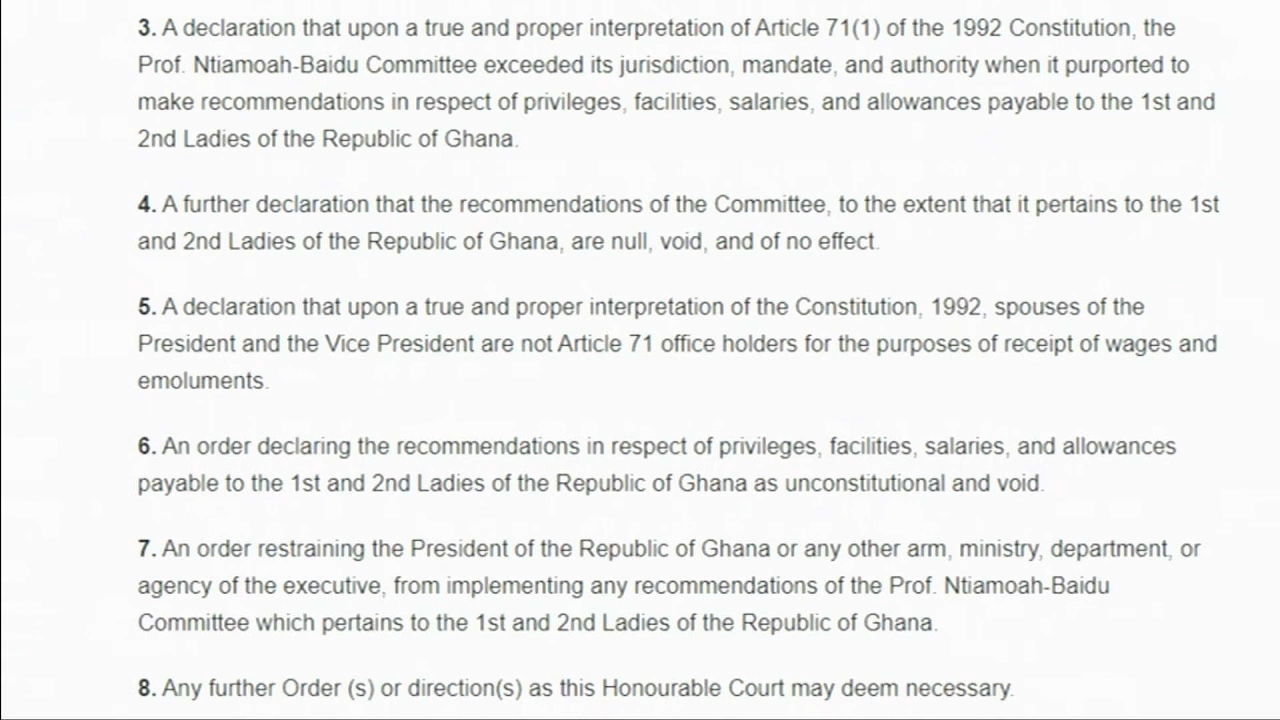 3. A declaration that upon a true and proper interpretation of Article 71(1) of the 1992 Constitution, the
Prof. Ntiamoah-Baidu Committee exceeded its jurisdiction, mandate, and authority when it purported to
make recommendations in respect of privileges, facilities, salaries, and allowances payable to the 1st and
2nd Ladies of the Republic of Ghana.
4. A further declaration that the recommendations of the Committee, to the extent that it pertains to the 1st
and 2nd Ladies of the Republic of Ghana, are null, void, and of no effect.
5. A declaration that upon a true and proper interpretation of the Constitution, 1992, spouses of the
President and the Vice President are not Article 71 office holders for the purposes of receipt of wages and
emoluments.
6. An order declaring the recommendations in respect of privileges, facilities, salaries, and allowances
payable to the 1st and 2nd Ladies of the Republic of Ghana as unconstitutional and void.
7. An order restraining the President of the Republic of Ghana or any other arm, ministry, department, or
agency of the executive, from implementing any recommendations of the Prof. Ntiamoah-Baidu
Committee which pertains to the 1st and 2nd Ladies of the Republic of Ghana.
8. Any further Order (s) or direction(s) as this Honourable Court may deem necessary.